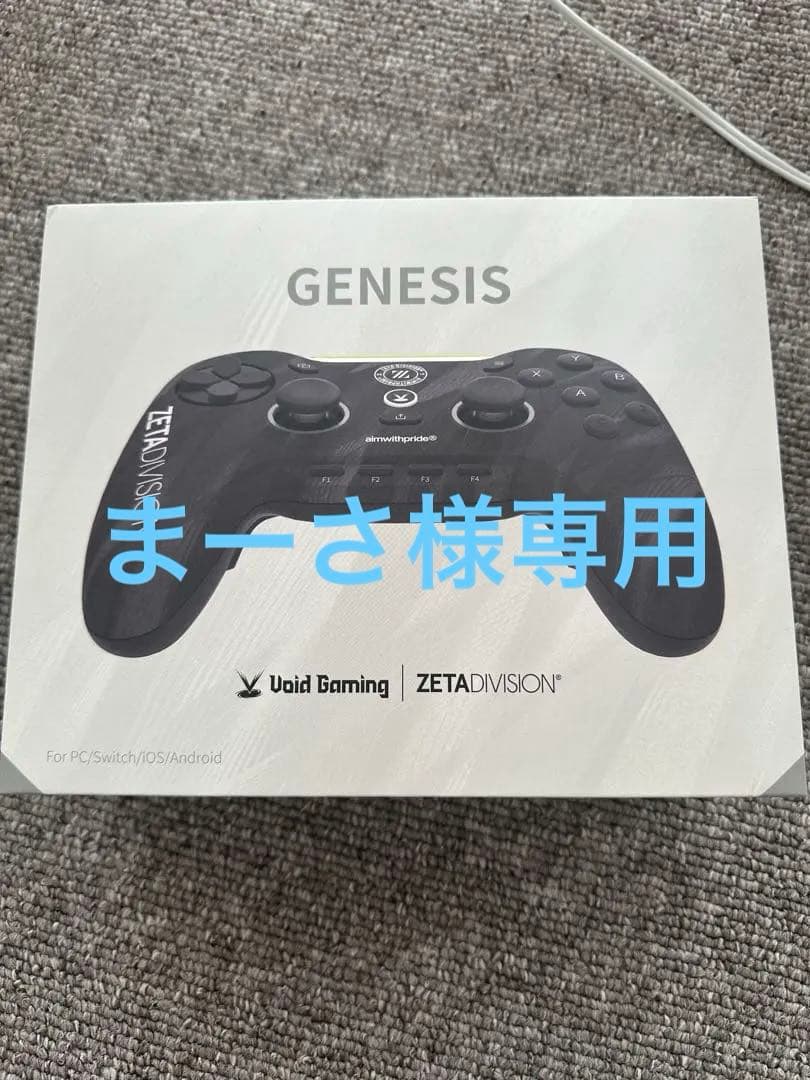 GENESIS
X
Y
B
A
ZETADIVISION
aimwithpride®
F1 F2 F3 F4
まーさ様専用
Void Gaming | ZETADIVISION®
For PC/Switch/iOS/Android